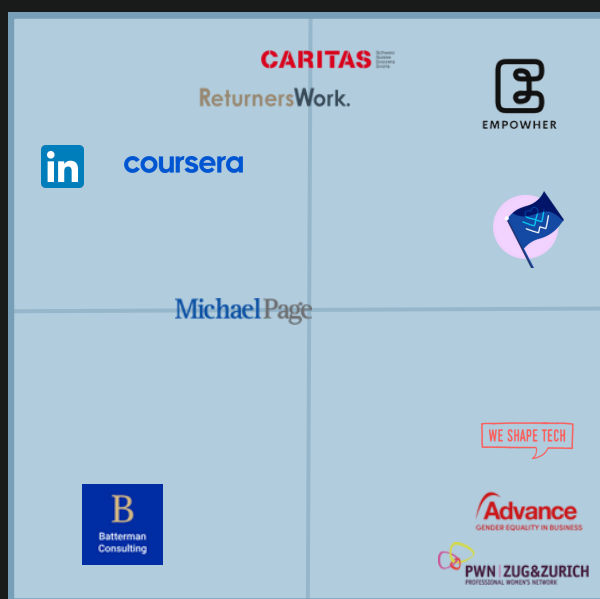 CARITAS
ReturnersWork.
EMPOWHER
in
coursera
W
MichaelPage
WE SHAPE TECH
B
Batterman
Consulting
Advance
GENDER EQUALITY IN BUSINESS
PWN | ZUG&ZURICH
PROFESSIONAL WOMEN'S NETWORK